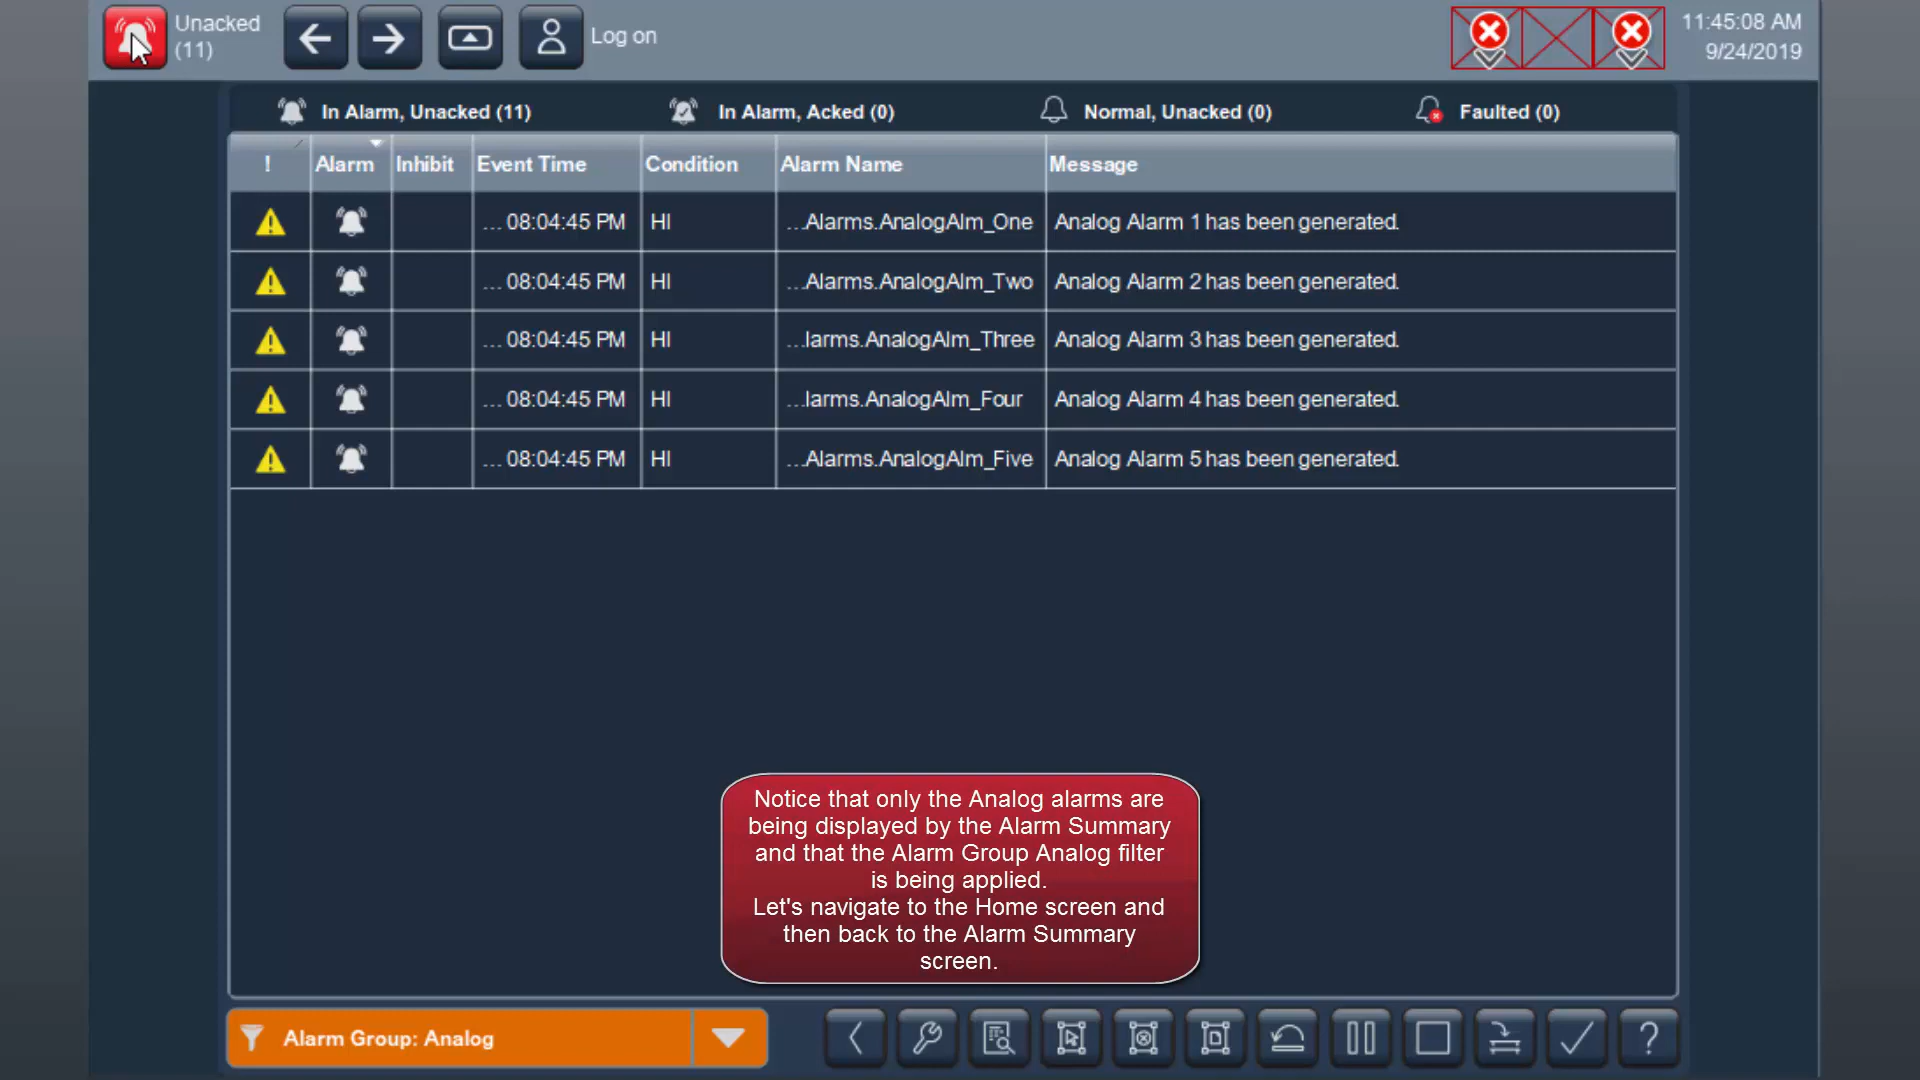 Unacked
(11)
Log on
11:45:08 AM
9/24/2019
In Alarm, Unacked (11)
In Alarm, Acked (0)
Normal, Unacked (0)
Faulted (0)
! Alarm Inhibit Event Time Condition Alarm Name Message
... 08:04:45 PM HI ...Alarms.AnalogAlm_One Analog Alarm 1 has been generated.
... 08:04:45 PM HI ...Alarms.AnalogAlm_Two Analog Alarm 2 has been generated.
... 08:04:45 PM HI ...larms.AnalogAlm_Three Analog Alarm 3 has been generated.
... 08:04:45 PM HI ...larms.AnalogAlm_Four Analog Alarm 4 has been generated.
... 08:04:45 PM HI ...Alarms.AnalogAlm_Five Analog Alarm 5 has been generated.
Notice that only the Analog alarms are
being displayed by the Alarm Summary
and that the Alarm Group Analog filter
is being applied.
Let's navigate to the Home screen and
then back to the Alarm Summary
screen.
Alarm Group: Analog
?